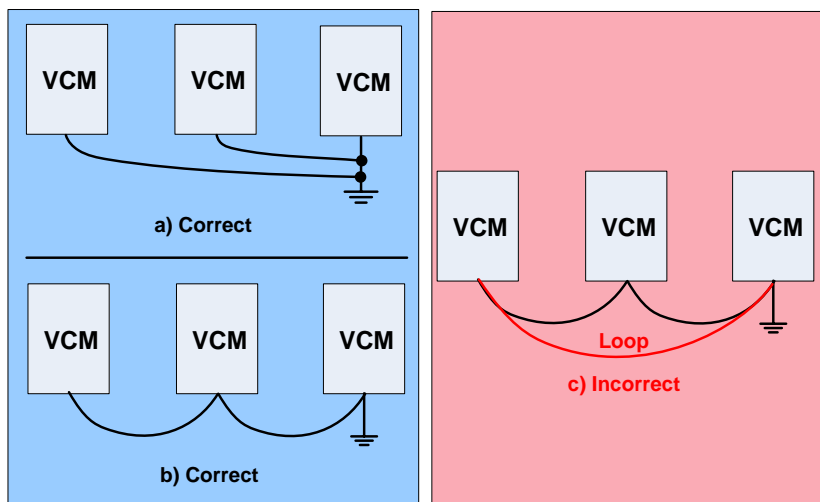 VCM VCM VCM
a) Correct
VCM VCM VCM
b) Correct
VCM VCM VCM
Loop
c) Incorrect